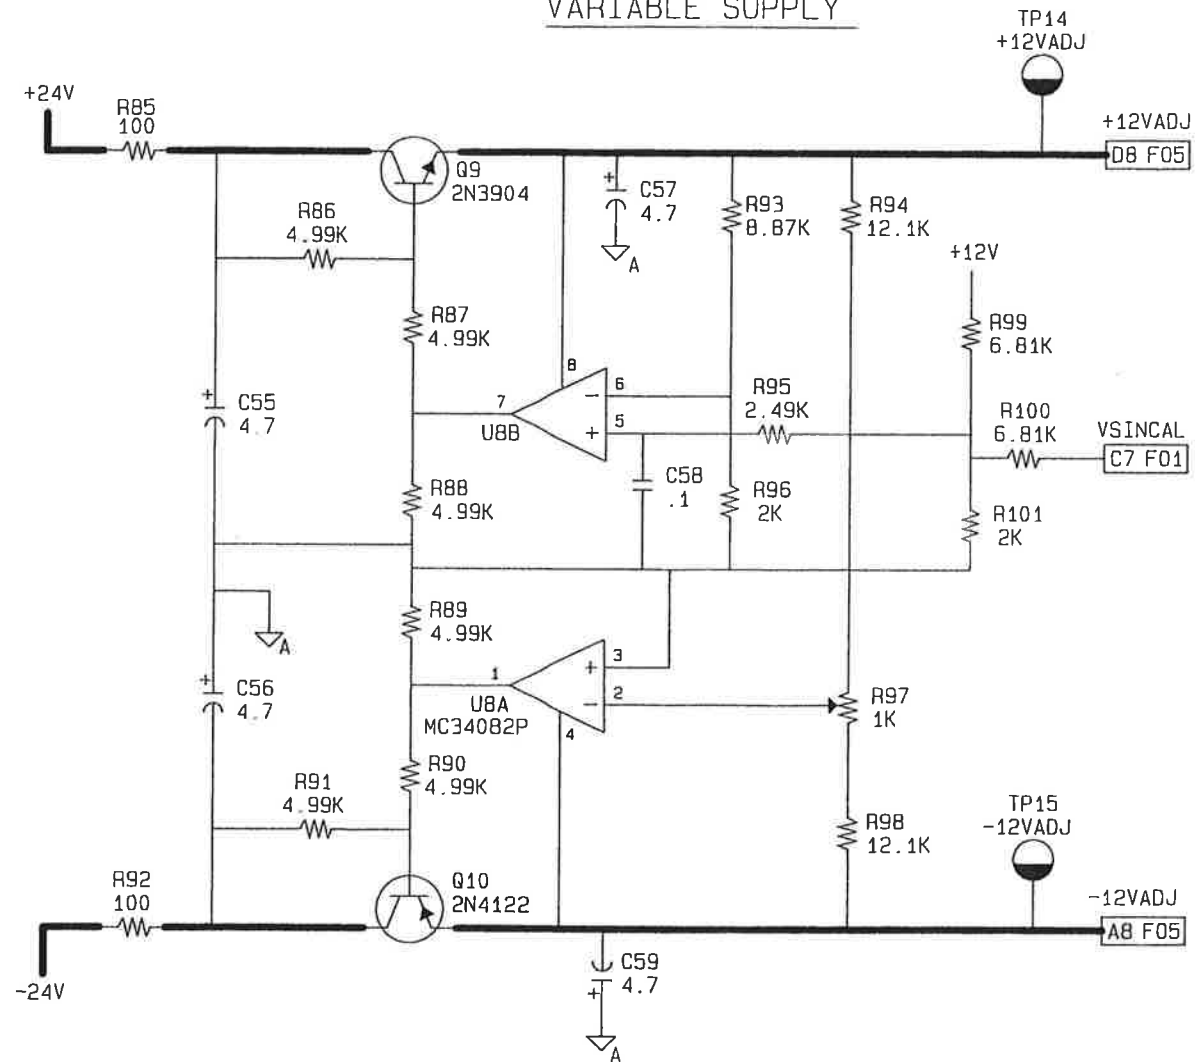 VARIABLE SUPPLY
TP14
+12VADJ
+24V
R85
100
+12VADJ
D8 F05
Q9
2N3904
+
C57
4.7
A
R93
8.87K
R94
12.1K
R86
4.99K
+12V
R87
4.99K
R99
6.81K
8
6
-
7
U8B
5
+
R95
2.49K
+
C55
4.7
R100
6.81K
VSINCAL
C7 F01
C58
.1
R88
4.99K
R96
2K
R101
2K
A
R89
4.99K
3
+
1
2
-
U8A
MC34082P
4
+
C56
4.7
R97
1K
R90
4.99K
R91
4.99K
R98
12.1K
TP15
-12VADJ
R92
100
Q10
2N4122
-12VADJ
A8 F05
-24V
C59
4.7
+
A